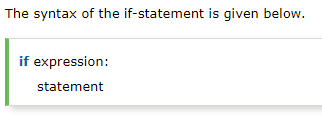 The syntax of the if-statement is given below.
if expression:
statement